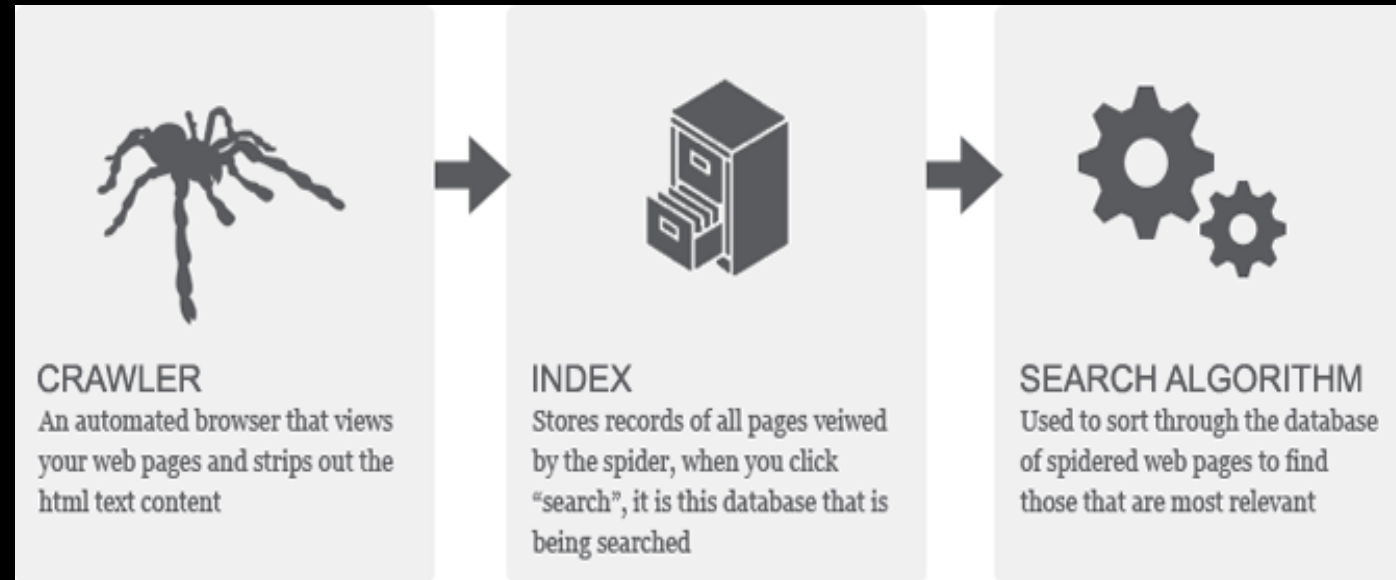 CRAWLER
An automated browser that views
your web pages and strips out the
html text content
INDEX
Stores records of all pages veiwed
by the spider, when you click
“search”, it is this database that is
being searched
SEARCH ALGORITHM
Used to sort through the database
of spidered web pages to find
those that are most relevant